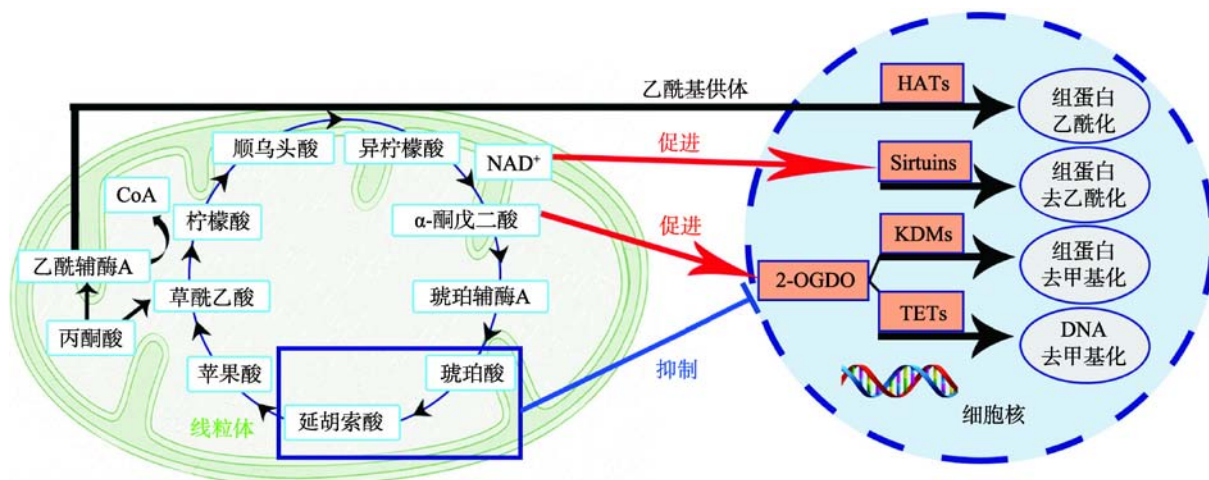 乙酰基供体
HATs
组蛋白
乙酰化
顺乌头酸
异柠檬酸
NAD⁺
促进
Sirtuins
组蛋白
去乙酰化
CoA
柠檬酸
α-酮戊二酸
促进
KDMs
组蛋白
去甲基化
乙酰辅酶A
草酰乙酸
琥珀辅酶A
2-OGDO
TETs
DNA
去甲基化
丙酮酸
苹果酸
琥珀酸
抑制
延胡索酸
线粒体
细胞核